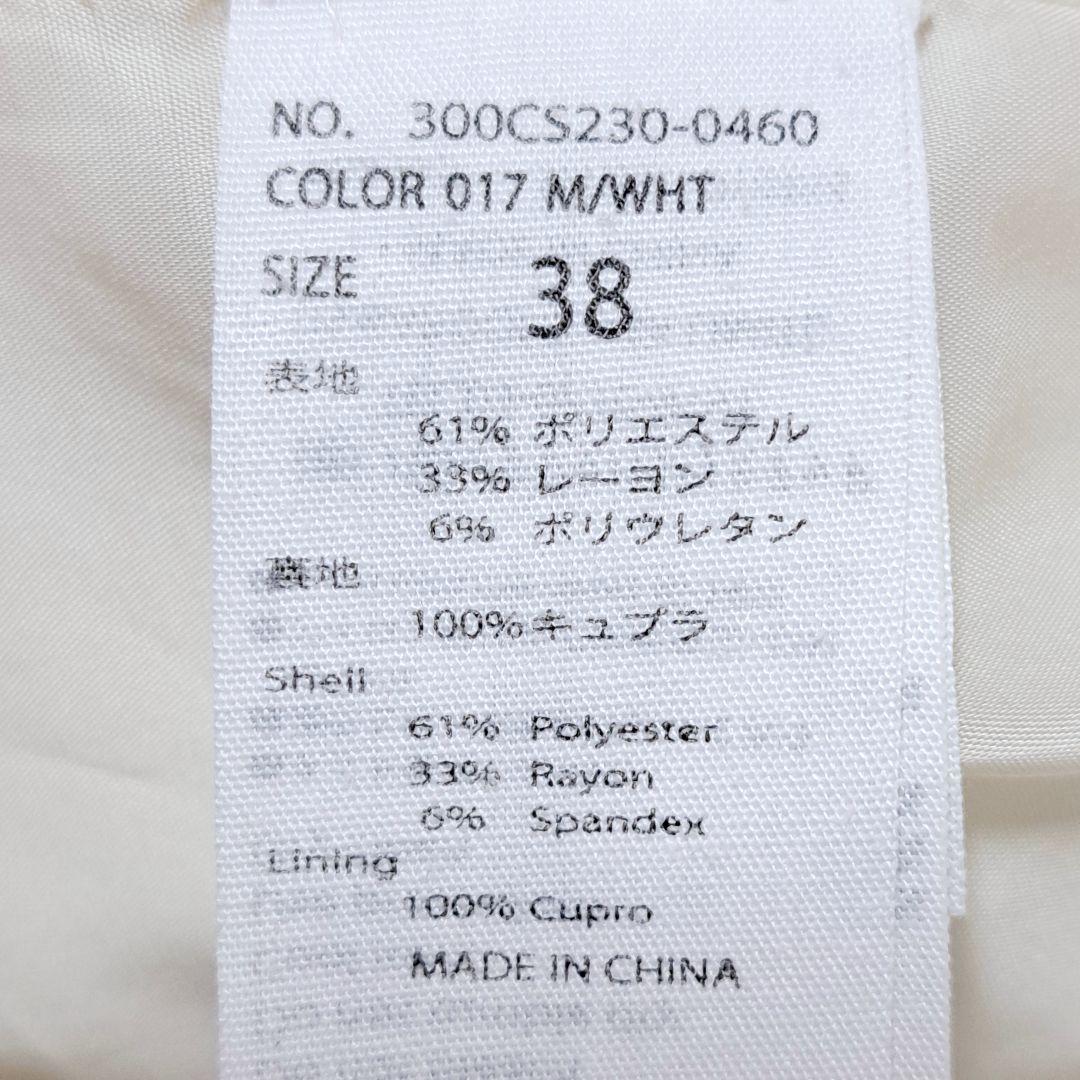 NO. 300CS230-0460
COLOR 017 M/WHT
SIZE 38
表地
61% ポリエステル
33% レーヨン
6% ポリウレタン
裏地
100%キュプラ
Shell
61% Polyester
33% Rayon
6% Spandex
Lining
100% Cupro
MADE IN CHINA